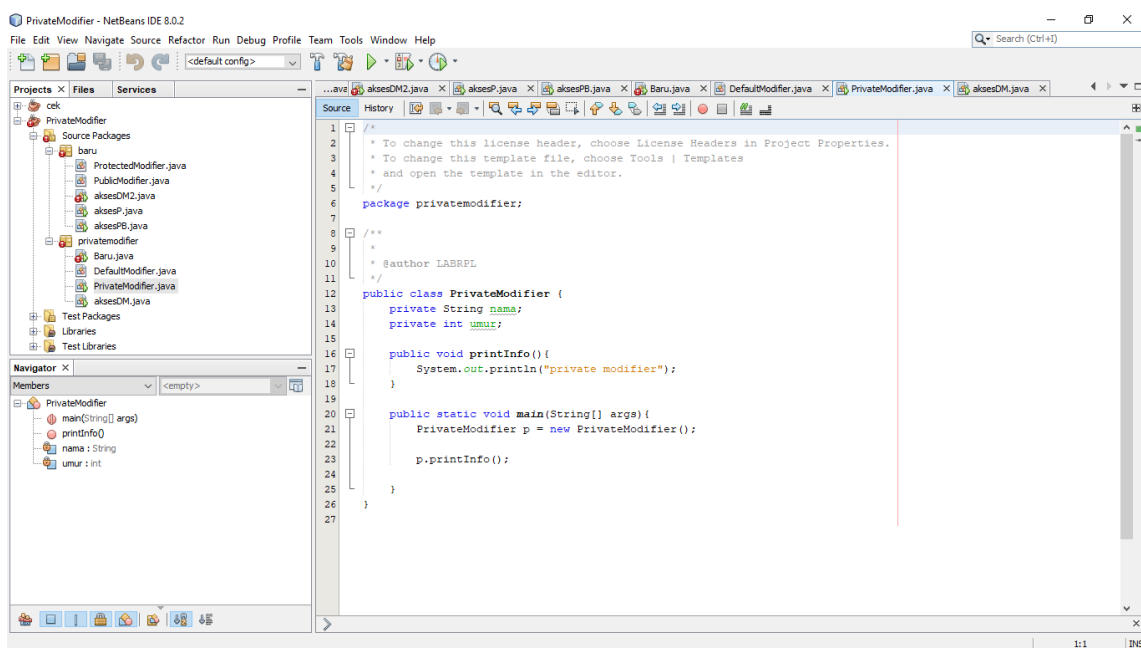 PrivateModifier - NetBeans IDE 8.0.2
File Edit View Navigate Source Refactor Run Debug Profile Team Tools Window Help
Search (Ctrl+I)
<default config>
Projects Files Services
cek
PrivateModifier
Source Packages
baru
ProtectedModifier.java
PublicModifier.java
aksesDM2.java
aksesP.java
aksesPB.java
privatemodifier
Baru.java
DefaultModifier.java
PrivateModifier.java
aksesDM.java
Test Packages
Libraries
Test Libraries
Navigator
Members <empty>
PrivateModifier
main(String[] args)
printInfo()
nama : String
umur : int
...ava aksesDM2.java aksesP.java aksesPB.java Baru.java DefaultModifier.java PrivateModifier.java aksesDM.java
Source History
1 /*
2 * To change this license header, choose License Headers in Project Properties.
3 * To change this template file, choose Tools | Templates
4 * and open the template in the editor.
5 */
6 package privatemodifier;
7
8 /**
9 *
10 * @author LABRPL
11 */
12 public class PrivateModifier {
13 private String nama;
14 private int umur;
15
16 public void printInfo(){
17 System.out.println("private modifier");
18 }
19
20 public static void main(String[] args){
21 PrivateModifier p = new PrivateModifier();
22
23 p.printInfo();
24
25 }
26 }
27
1:1 INS